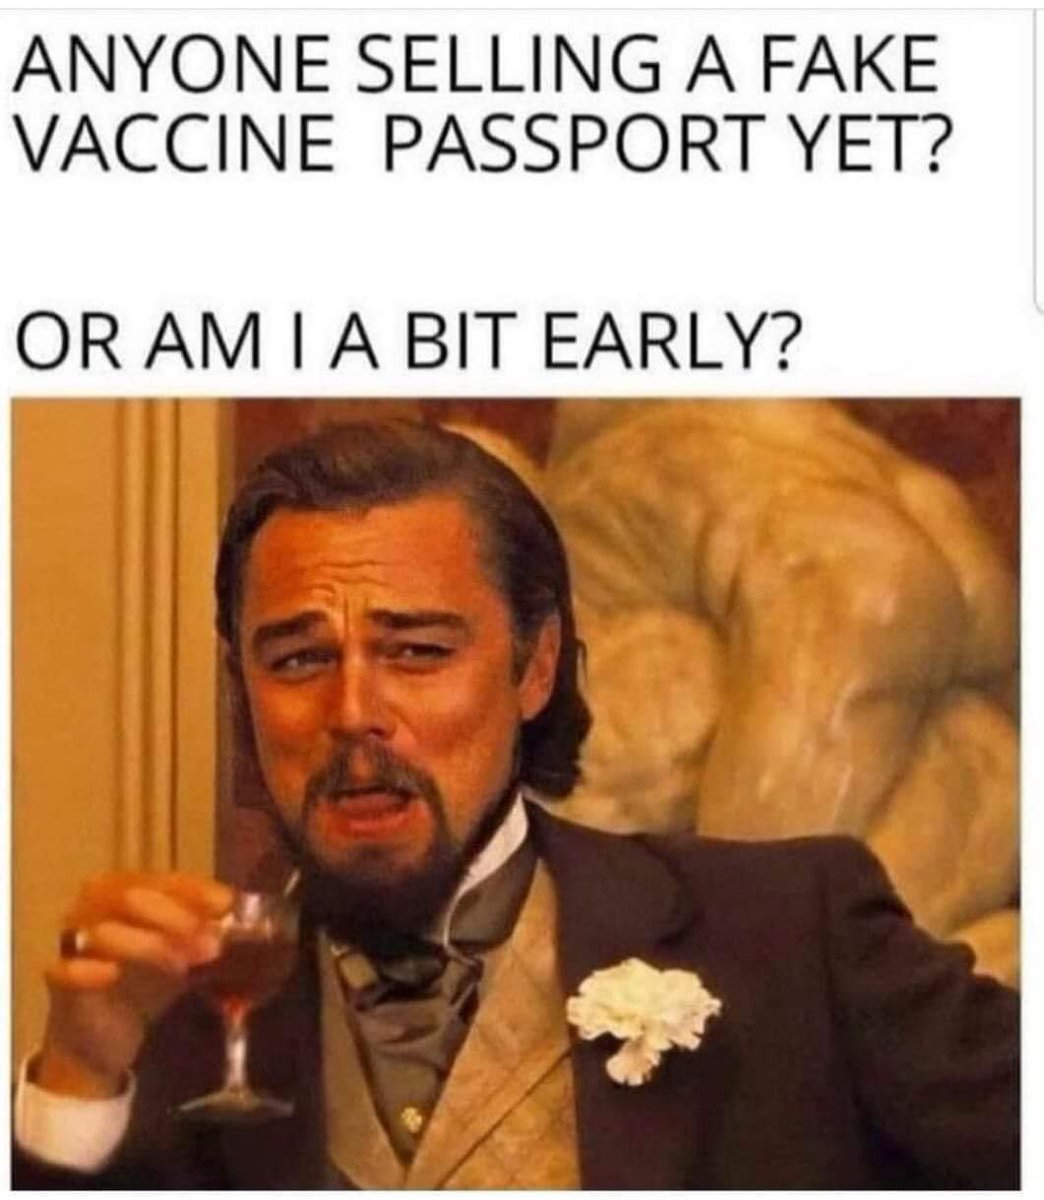 ANYONE SELLING A FAKE
VACCINE PASSPORT YET?
OR AM I A BIT EARLY?